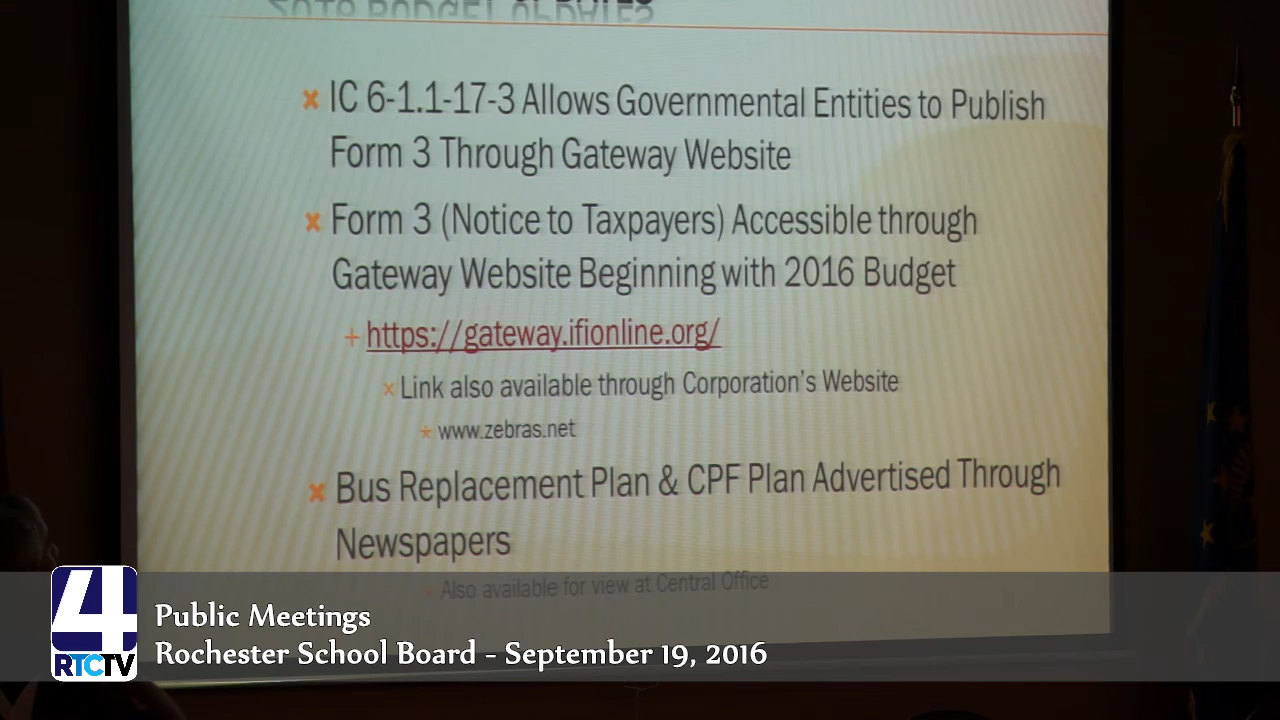 IC 6-1.1-17-3 Allows Governmental Entities to Publish
Form 3 Through Gateway Website
Form 3 (Notice to Taxpayers) Accessible through
Gateway Website Beginning with 2016 Budget
https://gateway.ifionline.org/
Link also available through Corporation's Website
www.zebras.net
Bus Replacement Plan & CPF Plan Advertised Through
Newspapers
Also available for view at Central Office
4
RTCTV
Public Meetings
Rochester School Board - September 19, 2016